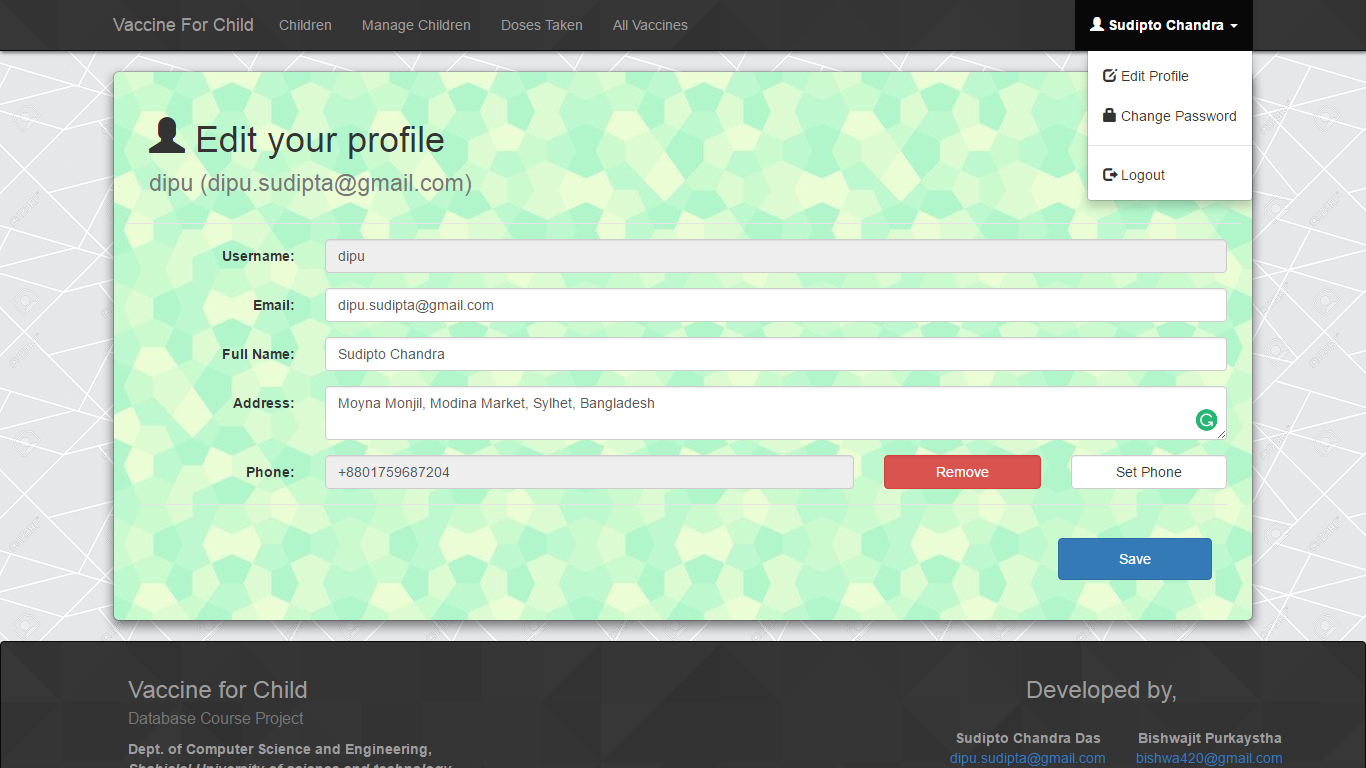 Vaccine For Child Children Manage Children Doses Taken All Vaccines Sudipto Chandra
Edit Profile
Change Password
Logout
Edit your profile
dipu (dipu.sudipta@gmail.com)
Username: dipu
Email: dipu.sudipta@gmail.com
Full Name: Sudipto Chandra
Address: Moyna Monjil, Modina Market, Sylhet, Bangladesh
Phone: +8801759687204 Remove Set Phone
Save
Vaccine for Child Developed by,
Database Course Project
Sudipto Chandra Das Bishwajit Purkaystha
Dept. of Computer Science and Engineering,
dipu.sudipta@gmail.com bishwa420@gmail.com